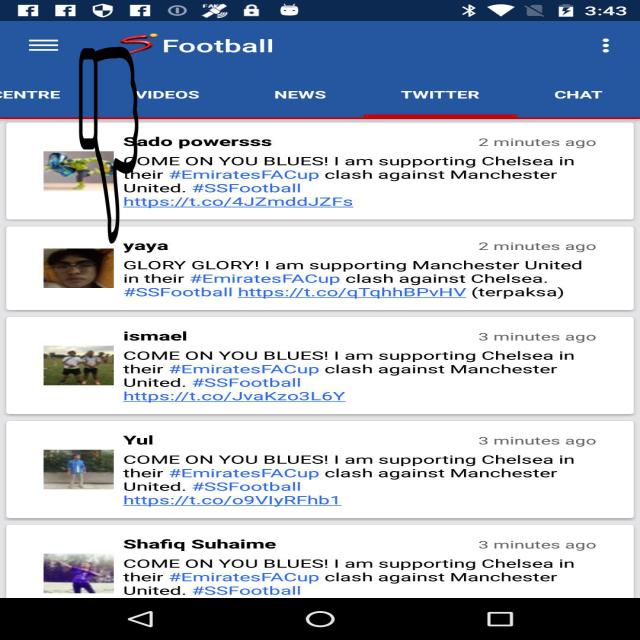 3:43
Football
CENTRE VIDEOS NEWS TWITTER CHAT
Sado powersss 2 minutes ago
COME ON YOU BLUES! I am supporting Chelsea in
their #EmiratesFACup clash against Manchester
United. #SSFootball
https://t.co/4JZmddJZFs
yaya 2 minutes ago
GLORY GLORY! I am supporting Manchester United
in their #EmiratesFACup clash against Chelsea.
#SSFootball https://t.co/qTqhhBPvHV (terpaksa)
ismael 3 minutes ago
COME ON YOU BLUES! I am supporting Chelsea in
their #EmiratesFACup clash against Manchester
United. #SSFootball
https://t.co/JvaKzo3L6Y
Yul 3 minutes ago
COME ON YOU BLUES! I am supporting Chelsea in
their #EmiratesFACup clash against Manchester
United. #SSFootball
https://t.co/o9VlyRFhb1
Shafiq Suhaime 3 minutes ago
COME ON YOU BLUES! I am supporting Chelsea in
their #EmiratesFACup clash against Manchester
United. #SSFootball